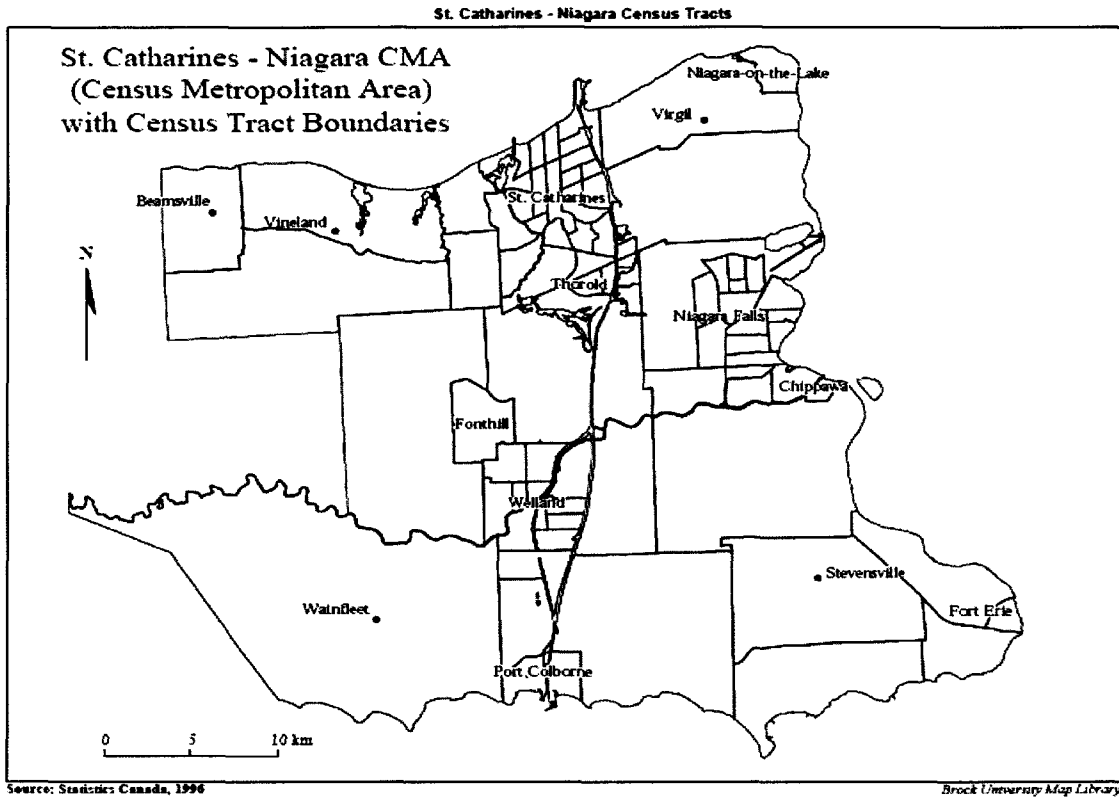 St. Catharines - Niagara Census Tracts
St. Catharines - Niagara CMA
(Census Metropolitan Area)
with Census Tract Boundaries
Niagara-on-the-Lake
Virgil
Beamsville
St. Catharines
Vineland
N
Thorold
Niagara Falls
Chippawa
Fonthill
Welland
Stevensville
Wainfleet
Fort Erie
Port Colborne
0 5 10 km
Source: Statistics Canada, 1996
Brock University Map Library